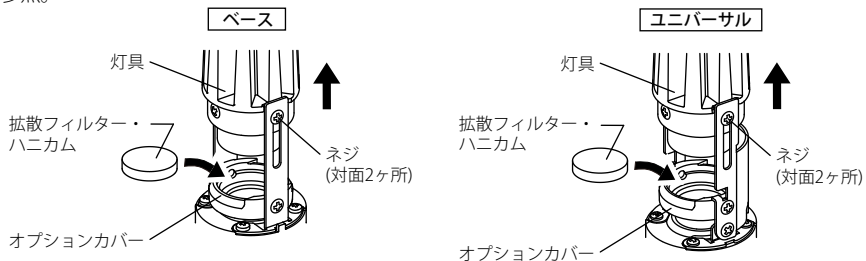 ベース
灯具
拡散フィルター・
ハニカム
ネジ
(対面2ヶ所)
オプションカバー
ユニバーサル
灯具
拡散フィルター・
ハニカム
ネジ
(対面2ヶ所)
オプションカバー